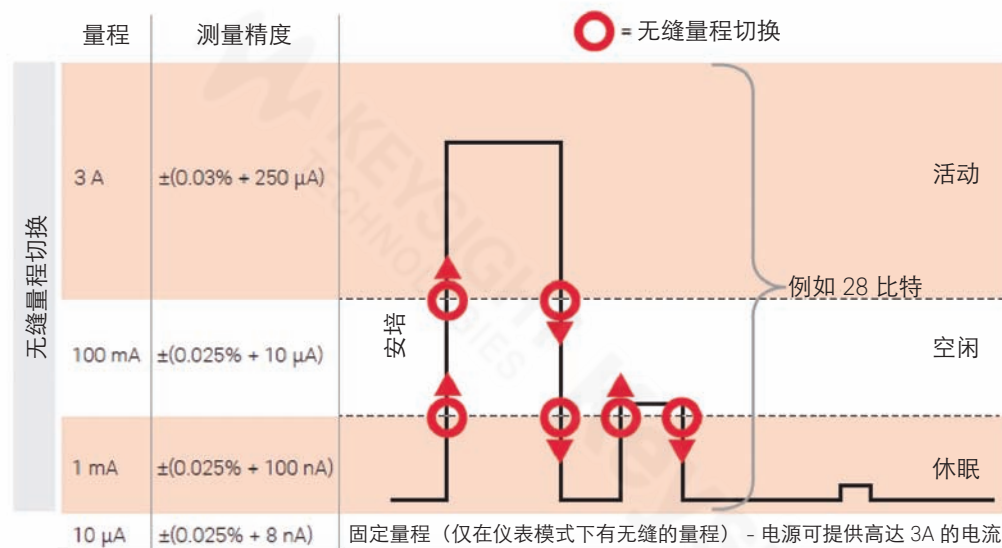 量程 测量精度 = 无缝量程切换
无缝量程切换
3 A ±(0.03% + 250 µA) 活动
例如 28 比特
安培
100 mA ±(0.025% + 10 µA) 空闲
1 mA ±(0.025% + 100 nA) 休眠
10 µA ±(0.025% + 8 nA) 固定量程（仅在仪表模式下有无缝的量程） - 电源可提供高达 3A 的电流
KEYSIGHT
TECHNOLOGIES
Keys